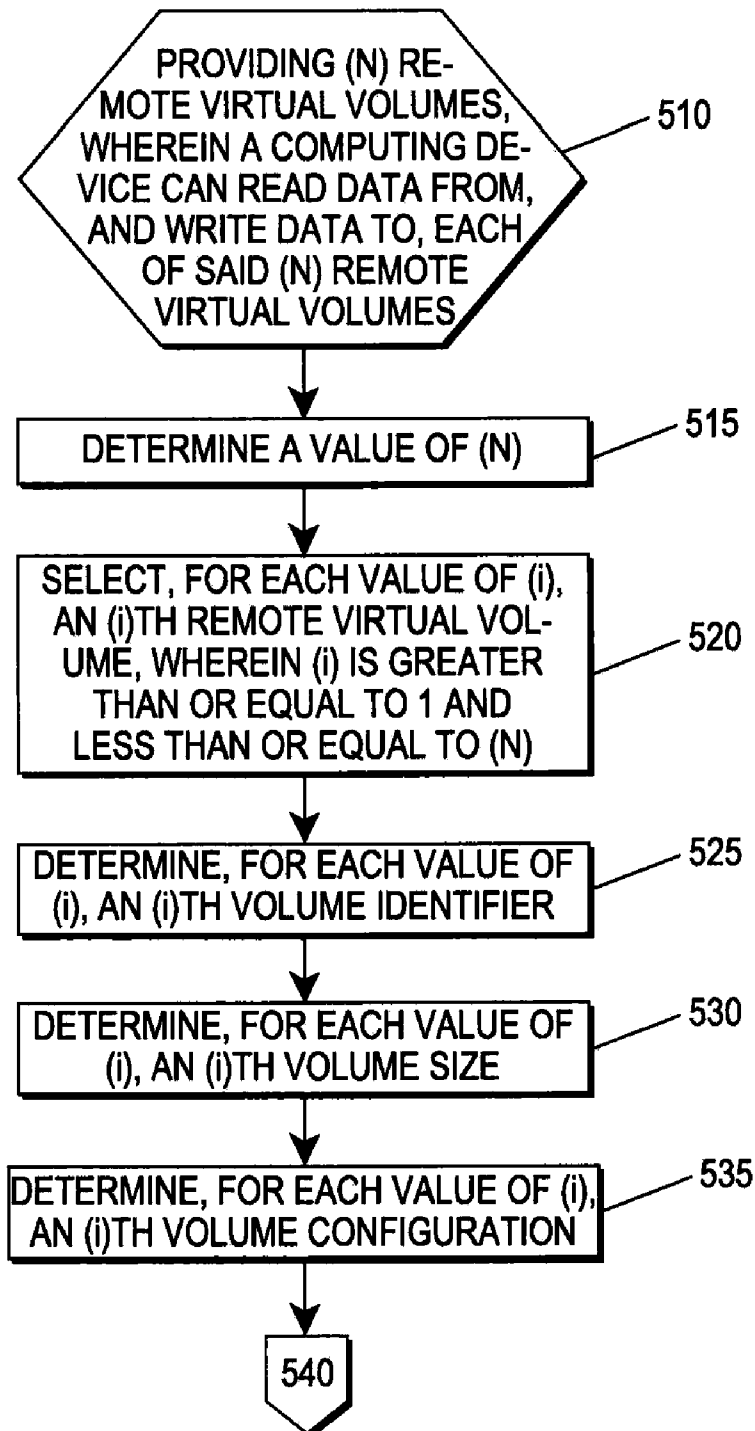 PROVIDING (N) RE-
MOTE VIRTUAL VOLUMES,
WHEREIN A COMPUTING DE-
VICE CAN READ DATA FROM,
AND WRITE DATA TO, EACH
OF SAID (N) REMOTE
VIRTUAL VOLUMES
510
DETERMINE A VALUE OF (N)
515
SELECT, FOR EACH VALUE OF (i),
AN (i)TH REMOTE VIRTUAL VOL-
UME, WHEREIN (i) IS GREATER
THAN OR EQUAL TO 1 AND
LESS THAN OR EQUAL TO (N)
520
DETERMINE, FOR EACH VALUE OF
(i), AN (i)TH VOLUME IDENTIFIER
525
DETERMINE, FOR EACH VALUE OF
(i), AN (i)TH VOLUME SIZE
530
DETERMINE, FOR EACH VALUE OF (i),
AN (i)TH VOLUME CONFIGURATION
535
540